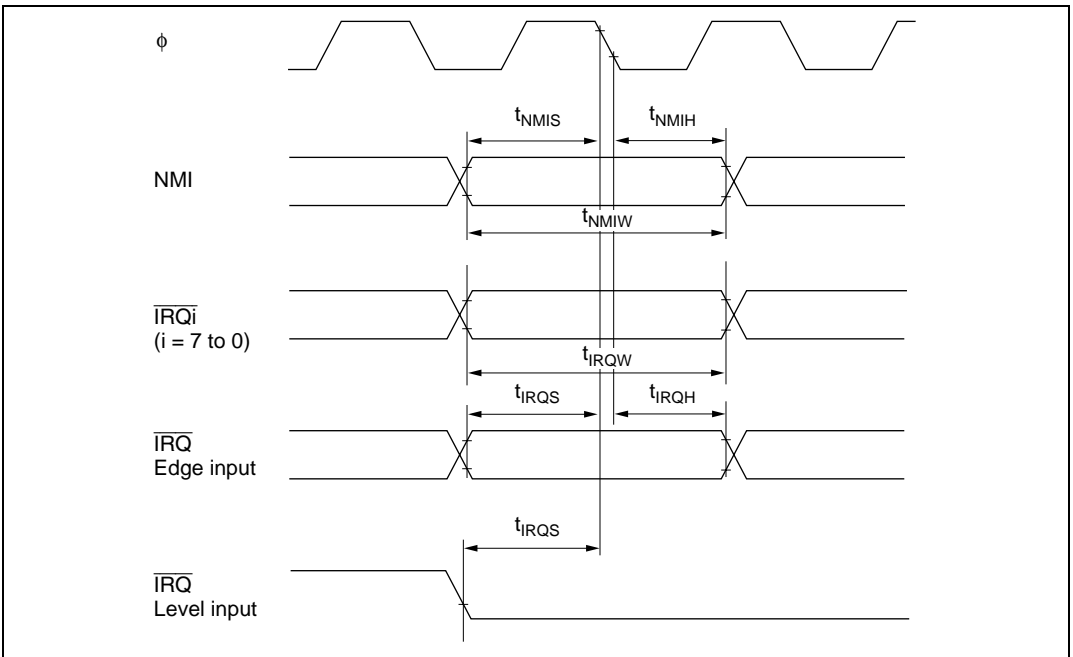 ϕ
tNMIS
tNMIH
NMI
tNMIW
IRQi
(i = 7 to 0)
tIRQW
tIRQS
tIRQH
IRQ
Edge input
tIRQS
IRQ
Level input